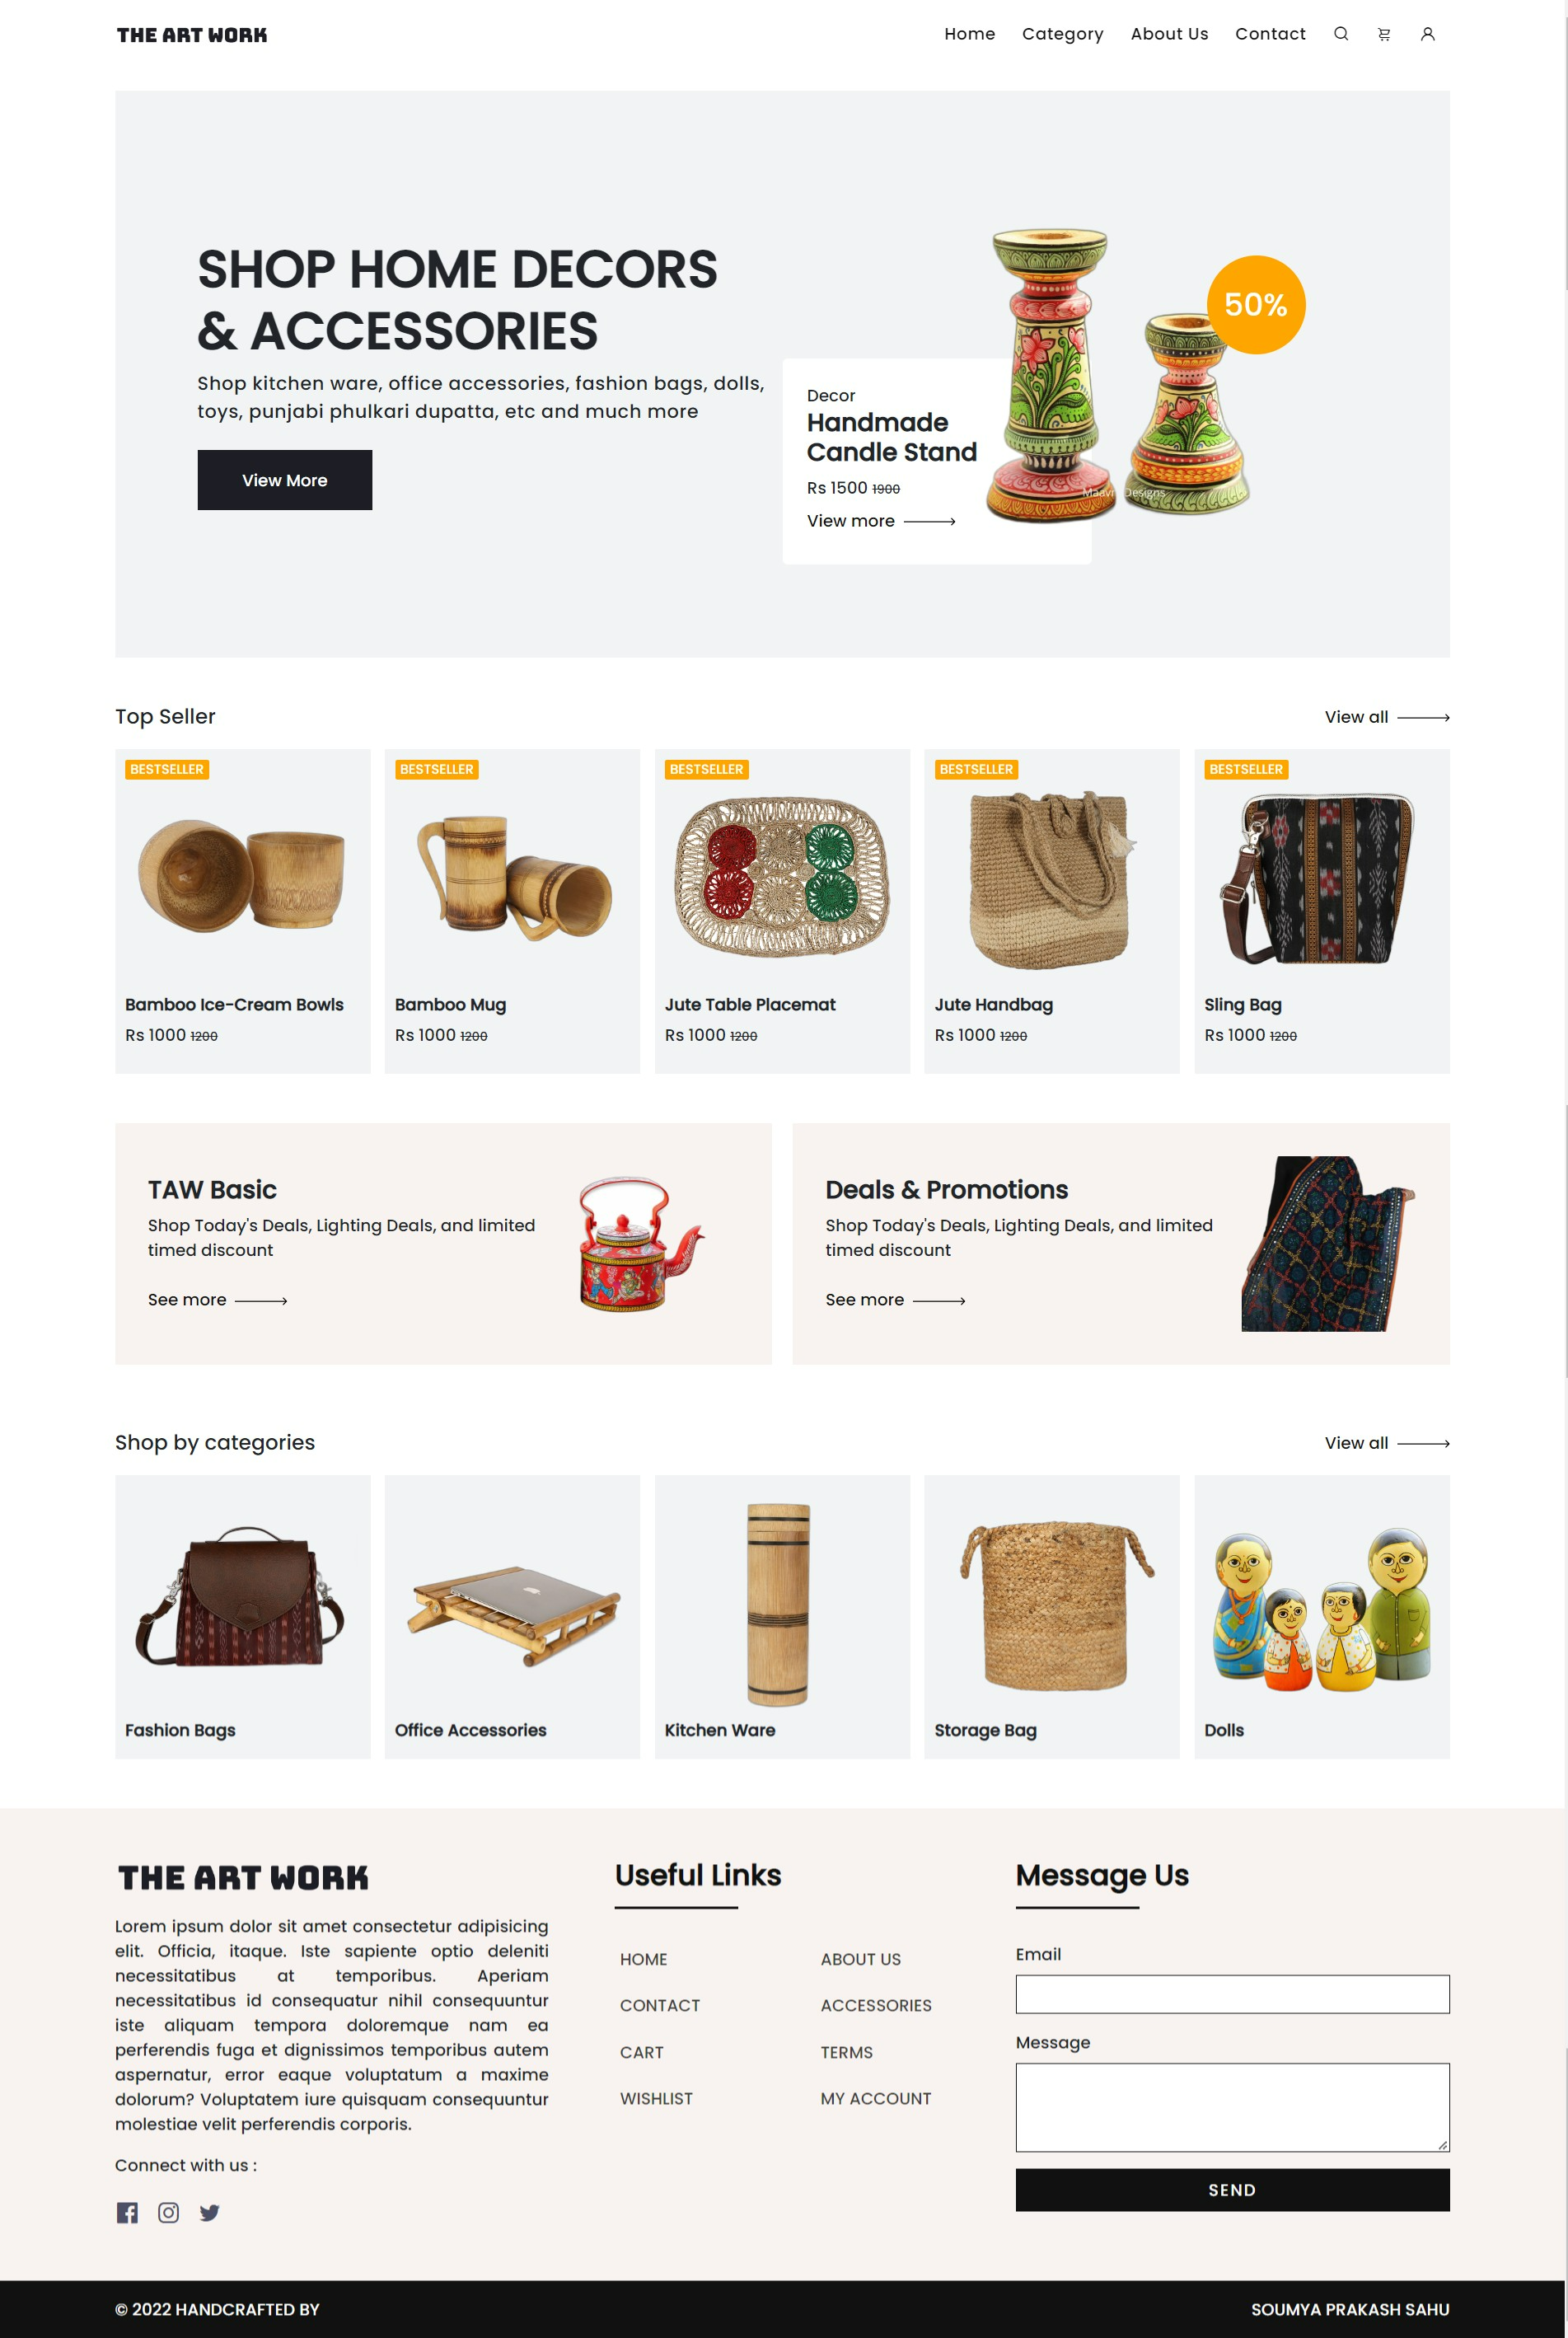 THE ART WORK
Home Category About Us Contact
SHOP HOME DECORS
& ACCESSORIES
Shop kitchen ware, office accessories, fashion bags, dolls,
toys, punjabi phulkari dupatta, etc and much more
View More
50%
Decor
Handmade
Candle Stand
Rs 1500 1900
View more
Designs
Top Seller
View all
BESTSELLER
Bamboo Ice-Cream Bowls
Rs 1000 1200
BESTSELLER
Bamboo Mug
Rs 1000 1200
BESTSELLER
Jute Table Placemat
Rs 1000 1200
BESTSELLER
Jute Handbag
Rs 1000 1200
BESTSELLER
Sling Bag
Rs 1000 1200
TAW Basic
Shop Today's Deals, Lighting Deals, and limited
timed discount
See more
Deals & Promotions
Shop Today's Deals, Lighting Deals, and limited
timed discount
See more
Shop by categories
View all
Fashion Bags
Office Accessories
Kitchen Ware
Storage Bag
Dolls
THE ART WORK
Lorem ipsum dolor sit amet consectetur adipisicing
elit. Officia, itaque. Iste sapiente optio deleniti
necessitatibus at temporibus. Aperiam
necessitatibus id consequatur nihil consequuntur
iste aliquam tempora doloremque nam ea
perferendis fuga et dignissimos temporibus autem
aspernatur, error eaque voluptatum a maxime
dolorum? Voluptatem iure quisquam consequuntur
molestiae velit perferendis corporis.
Connect with us :
Useful Links
HOME
ABOUT US
CONTACT
ACCESSORIES
CART
TERMS
WISHLIST
MY ACCOUNT
Message Us
Email
Message
SEND
© 2022 HANDCRAFTED BY
SOUMYA PRAKASH SAHU